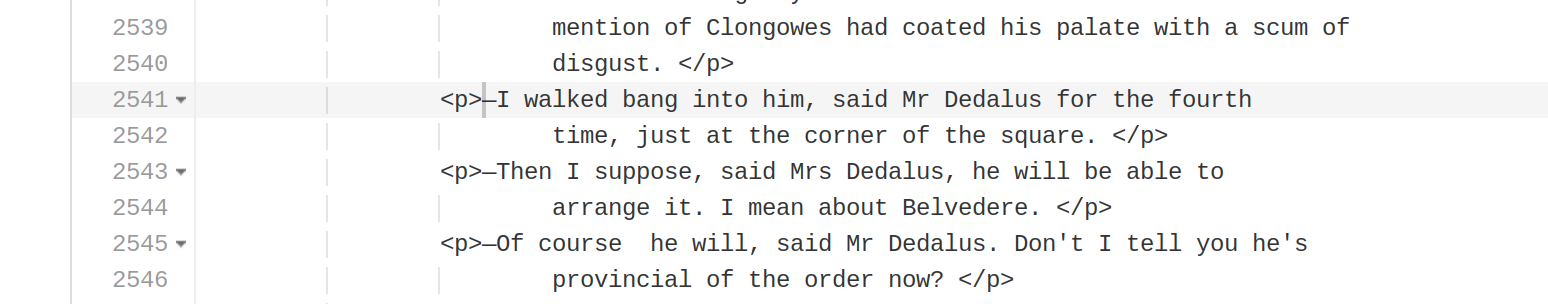 2539 mention of Clongowes had coated his palate with a scum of
2540 disgust. </p>
2541 <p>—I walked bang into him, said Mr Dedalus for the fourth
2542 time, just at the corner of the square. </p>
2543 <p>—Then I suppose, said Mrs Dedalus, he will be able to
2544 arrange it. I mean about Belvedere. </p>
2545 <p>—Of course  he will, said Mr Dedalus. Don't I tell you he's
2546 provincial of the order now? </p>